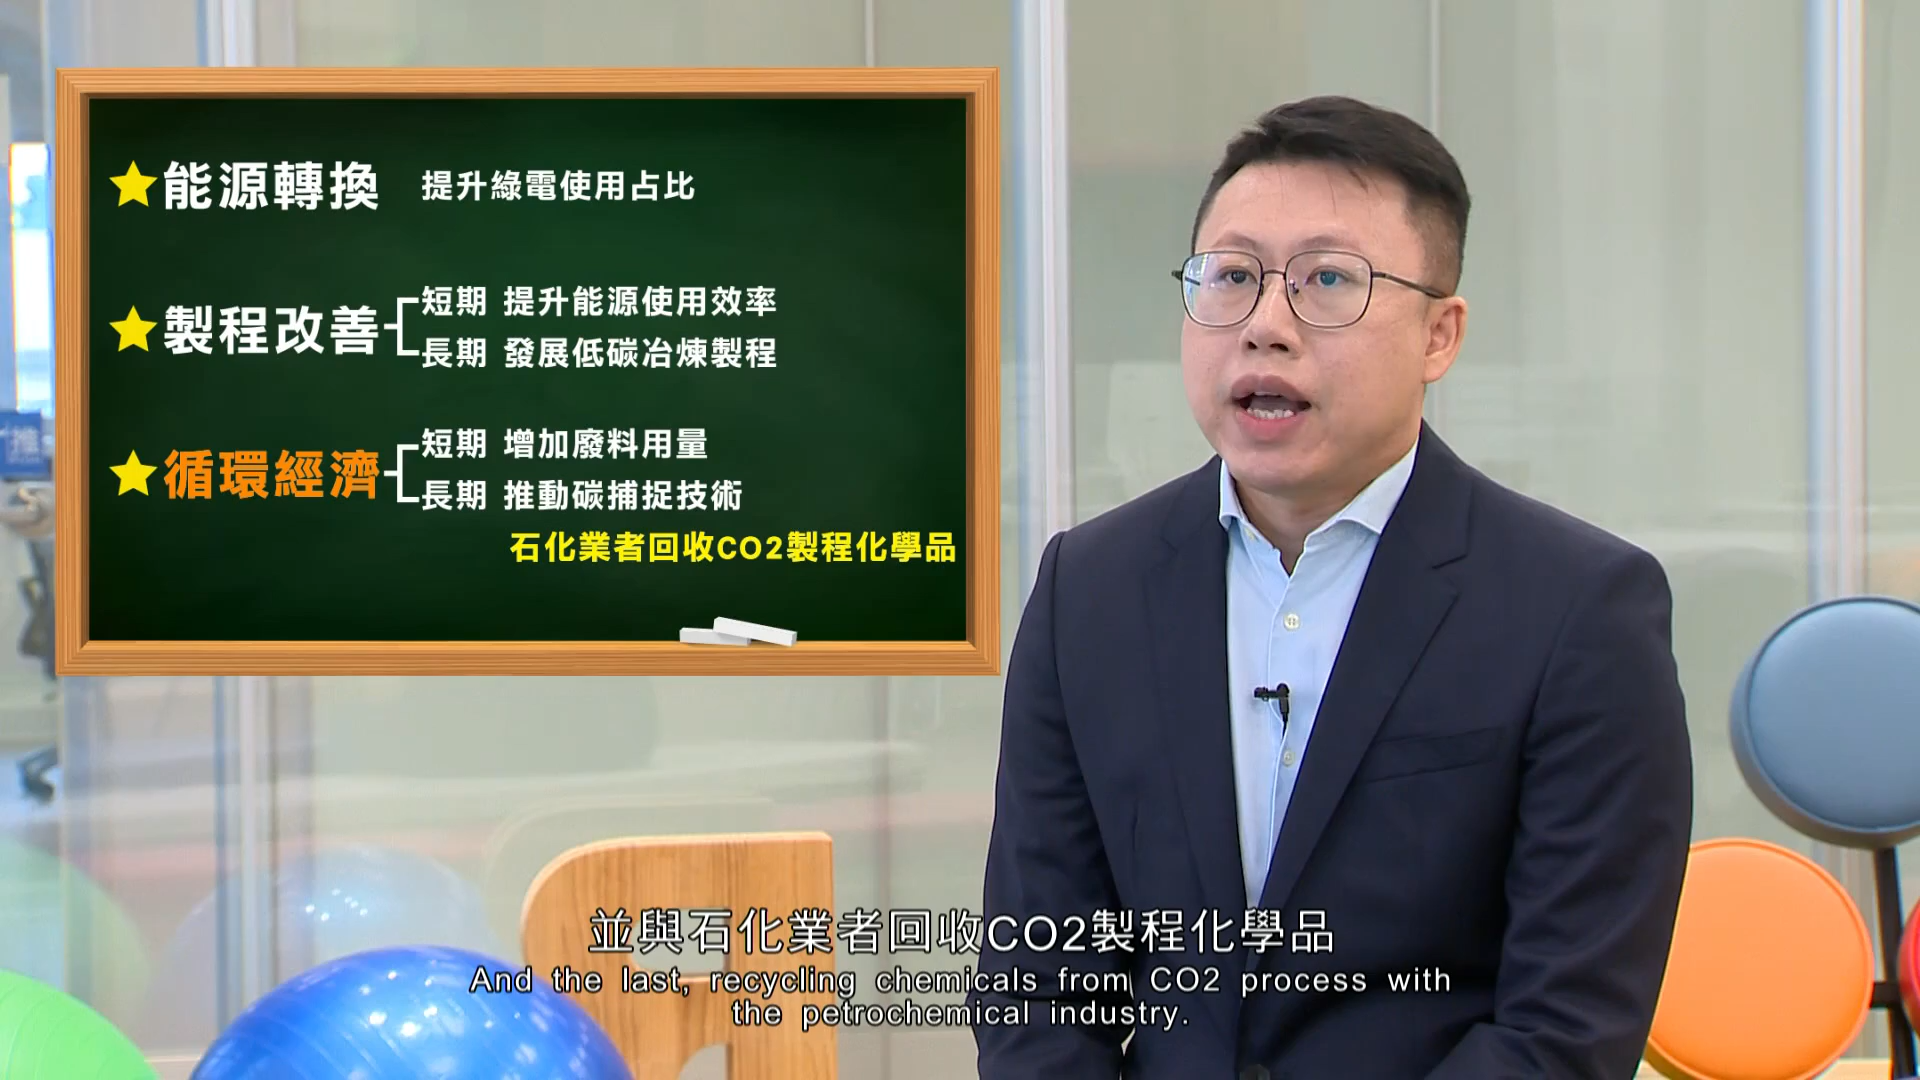 能源轉換 提升綠電使用占比
製程改善
短期 提升能源使用效率
長期 發展低碳冶煉製程
循環經濟
短期 增加廢料用量
長期 推動碳捕捉技術
石化業者回收CO2製程化學品
推
並與石化業者回收CO2製程化學品
And the last, recycling chemicals from CO2 process with
the petrochemical industry.